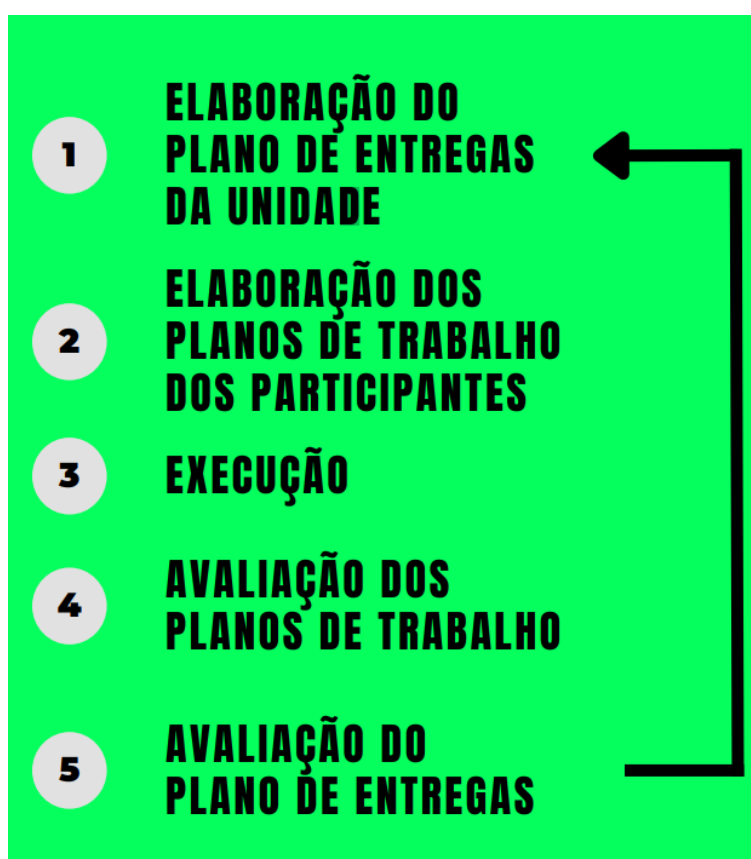 1
ELABORAÇÃO DO
PLANO DE ENTREGAS
DA UNIDADE
2
ELABORAÇÃO DOS
PLANOS DE TRABALHO
DOS PARTICIPANTES
3
EXECUÇÃO
4
AVALIAÇÃO DOS
PLANOS DE TRABALHO
5
AVALIAÇÃO DO
PLANO DE ENTREGAS